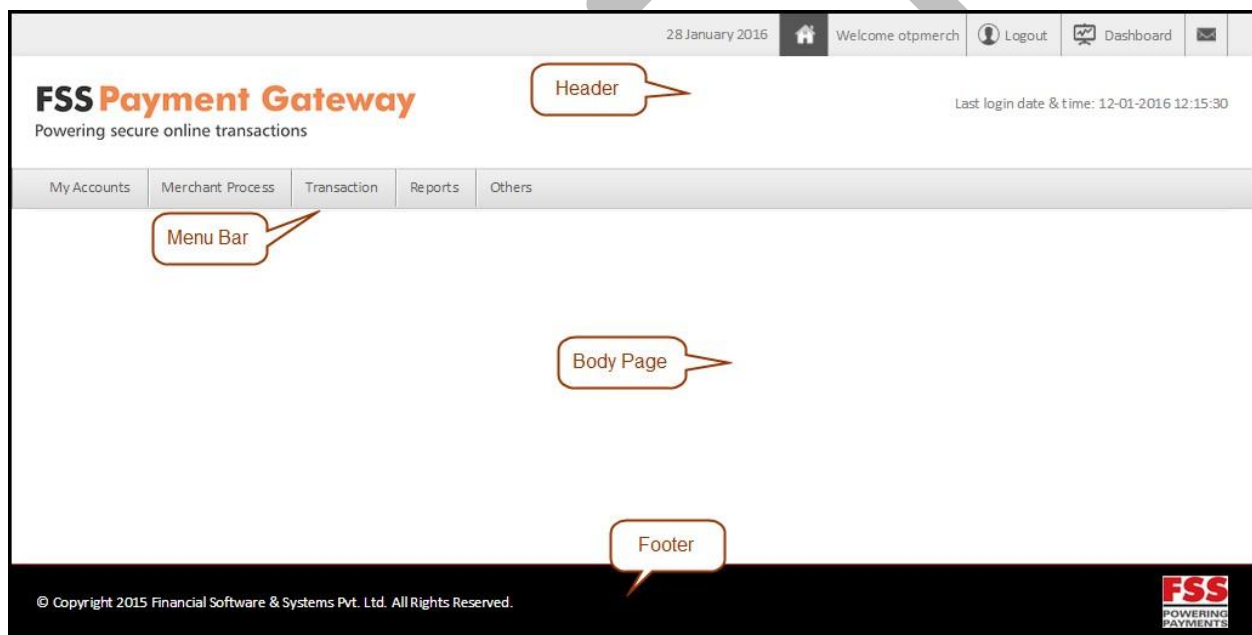 28 January 2016 Welcome otpmerch Logout Dashboard
Header
FSS Payment Gateway
Powering secure online transactions
Last login date & time: 12-01-2016 12:15:30
My Accounts Merchant Process Transaction Reports Others
Menu Bar
Body Page
Footer
© Copyright 2015 Financial Software & Systems Pvt. Ltd. All Rights Reserved.
FSS
POWERING
PAYMENTS